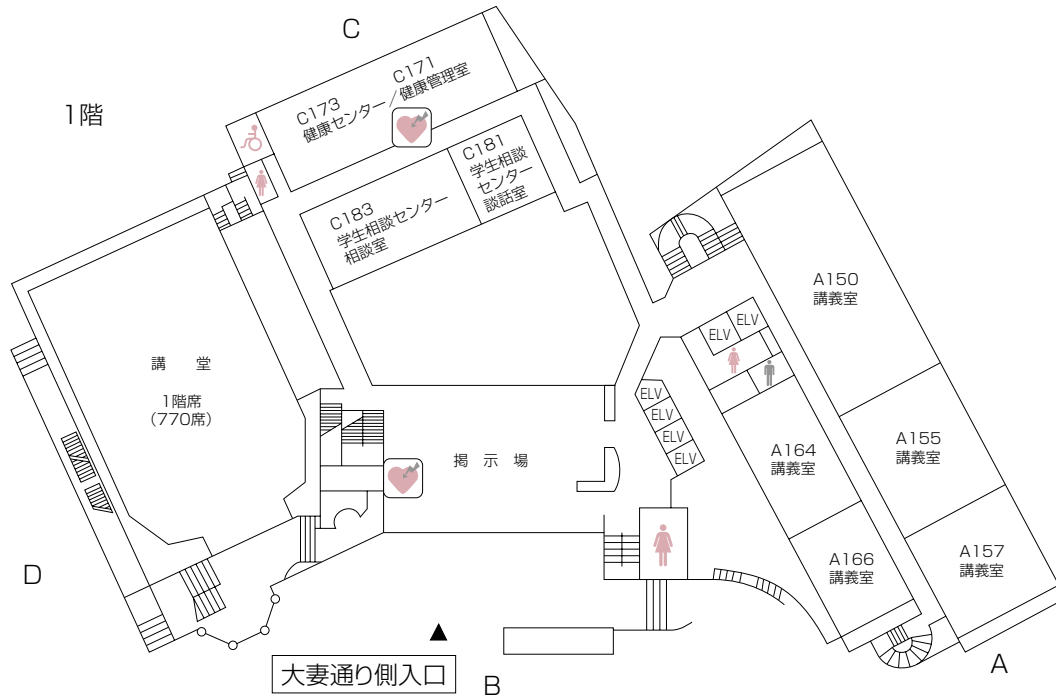 C
1階
C171
健康管理室
C173
健康センター/
C181
学生相談
センター
談話室
C183
学生相談センター
相談室
A150
講義室
ELV
ELV
講 堂
1階席
(770席)
ELV
ELV
ELV
ELV
掲 示 場
A164
講義室
A155
講義室
A166
講義室
A157
講義室
D
大妻通り側入口
B
A